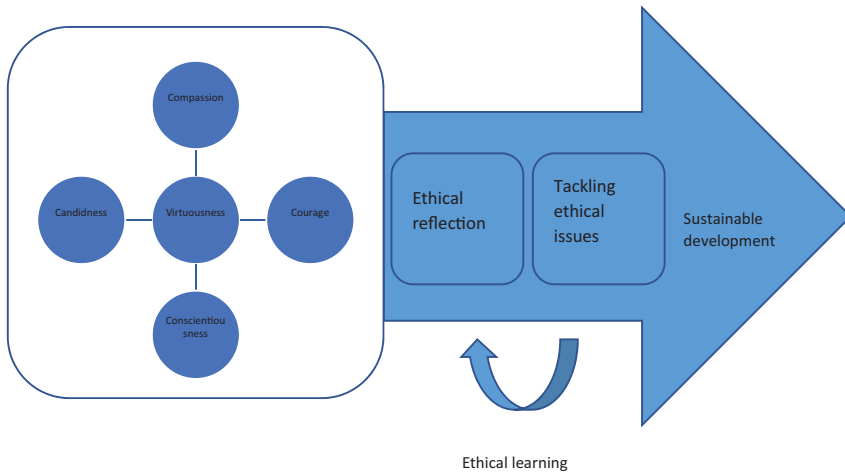 Compassion
Candidness
Virtuousness
Courage
Conscientiou
sness
Ethical
reflection
Tackling
ethical
issues
Sustainable
development
Ethical learning